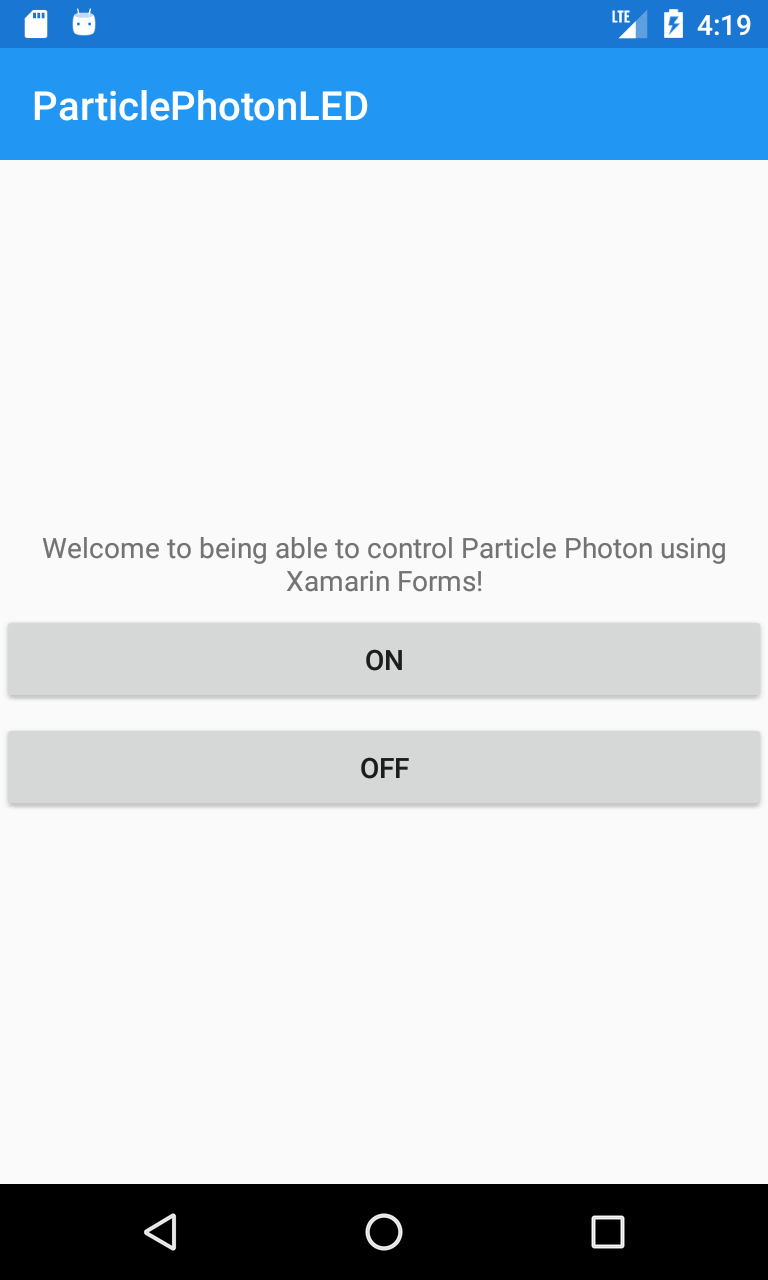 LTE 4:19
ParticlePhotonLED
Welcome to being able to control Particle Photon using
Xamarin Forms!
ON
OFF